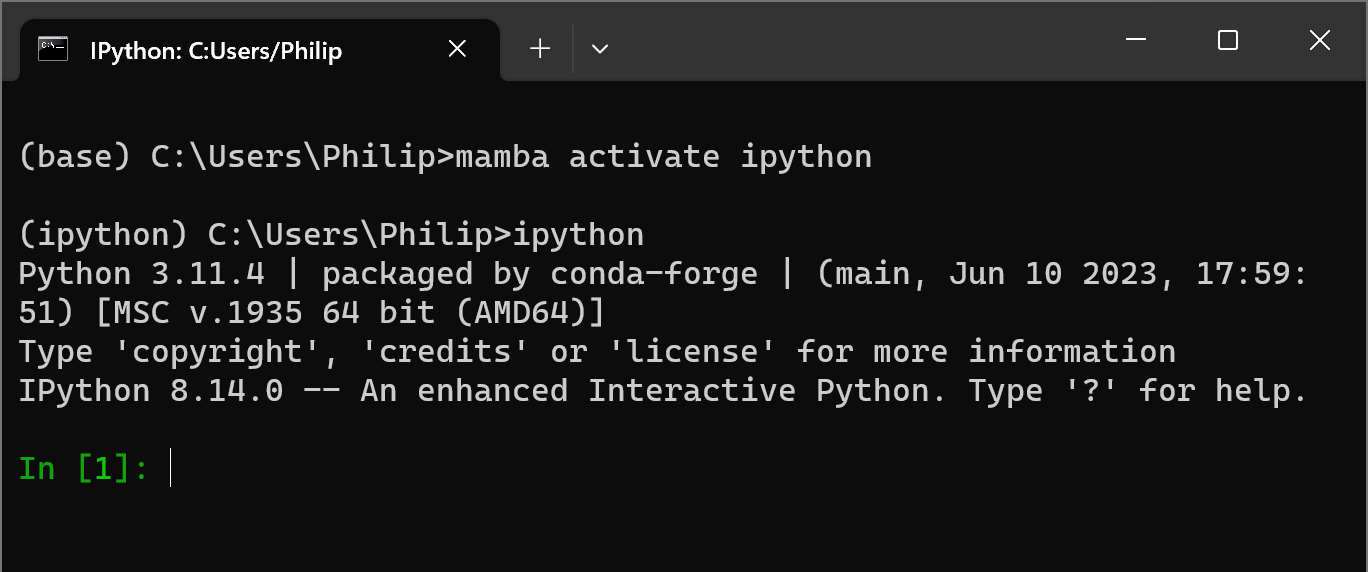 IPython: C:Users/Philip
(base) C:\Users\Philip>mamba activate ipython
(ipython) C:\Users\Philip>ipython
Python 3.11.4 | packaged by conda-forge | (main, Jun 10 2023, 17:59:
51) [MSC v.1935 64 bit (AMD64)]
Type 'copyright', 'credits' or 'license' for more information
IPython 8.14.0 -- An enhanced Interactive Python. Type '?' for help.
In [1]: